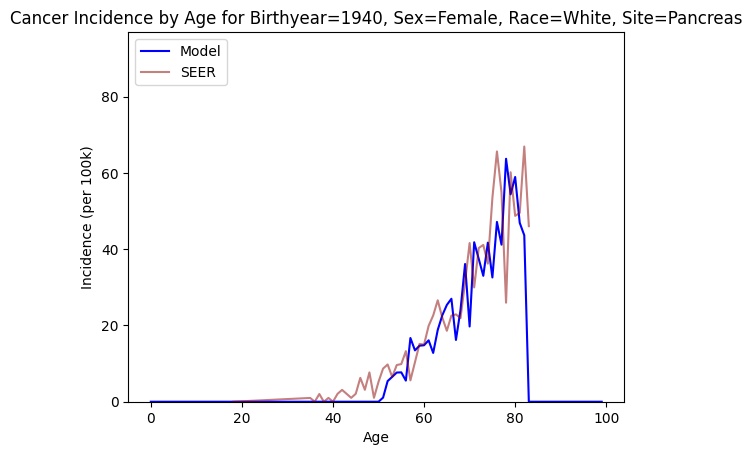 Cancer Incidence by Age for Birthyear=1940, Sex=Female, Race=White, Site=Pancreas
Model
SEER
Incidence (per 100k)
80
60
40
20
0
0 20 40 60 80 100
Age